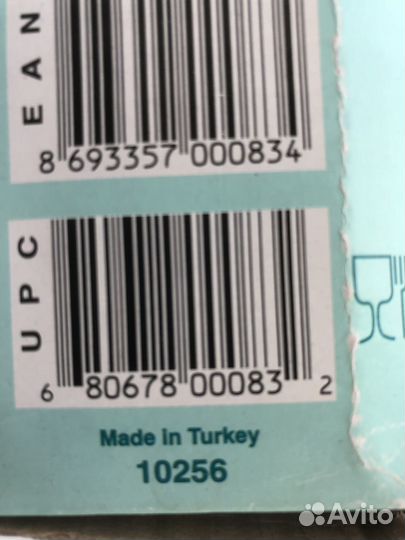 EAN
8 693357 000834
UPC
6 80678 00083 2
Made in Turkey
10256
Avito